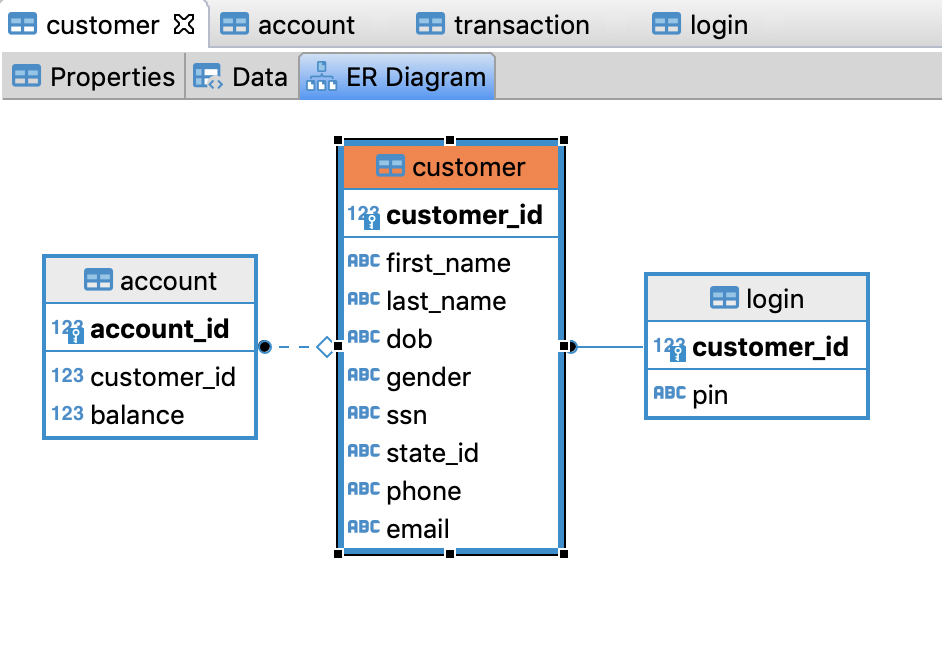 customer account transaction login
Properties Data ER Diagram
account
123 account_id
123 customer_id
123 balance
customer
123 customer_id
ABC first_name
ABC last_name
ABC dob
ABC gender
ABC ssn
ABC state_id
ABC phone
ABC email
login
123 customer_id
ABC pin